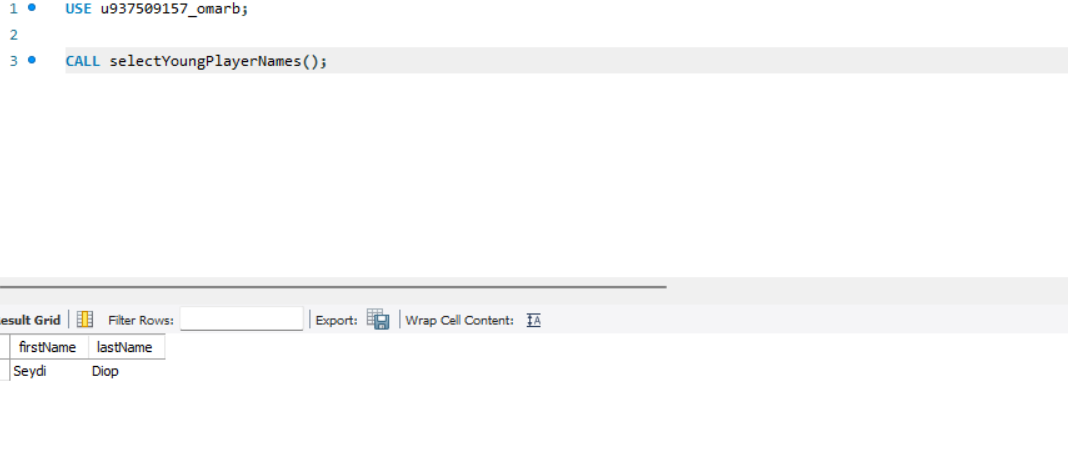 1 USE u937509157_omarb;
2
3 CALL selectYoungPlayerNames();
esult Grid Filter Rows: Export: Wrap Cell Content: IA
firstName lastName
Seydi Diop